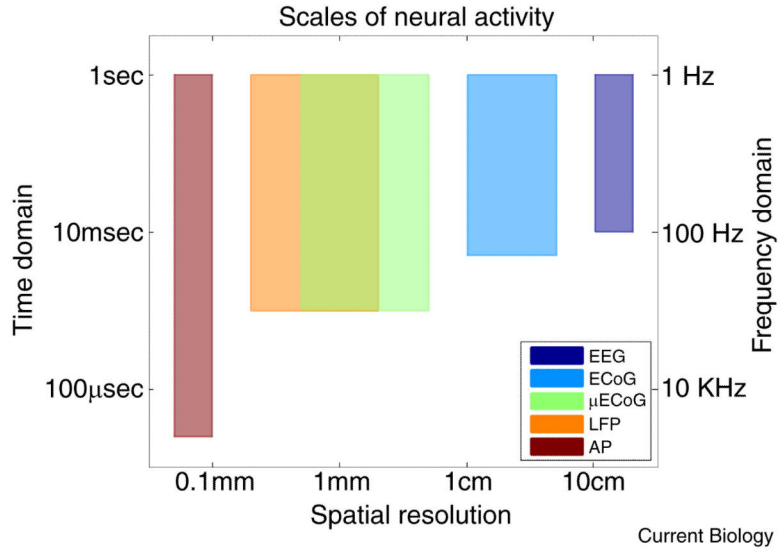 Scales of neural activity
1sec
10msec
100μsec
Time domain
1 Hz
100 Hz
10 KHz
Frequency domain
EEG
ECoG
μECoG
LFP
AP
0.1mm 1mm 1cm 10cm
Spatial resolution
Current Biology